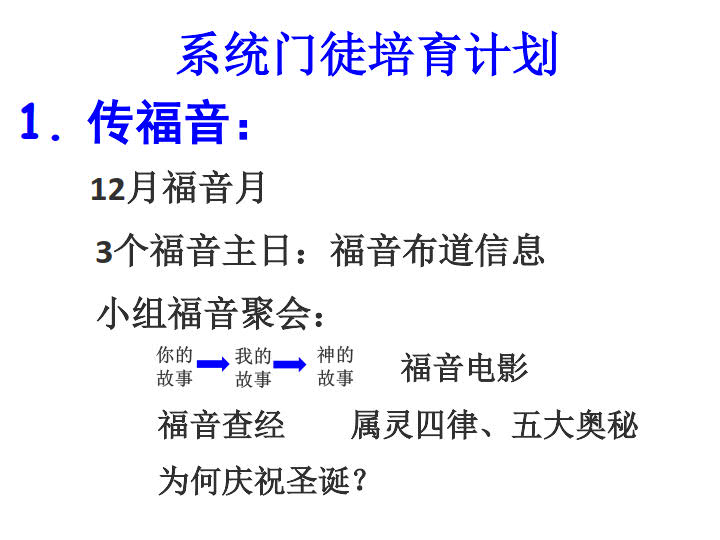 系统门徒培育计划
1. 传福音：
12月福音月
3个福音主日：福音布道信息
小组福音聚会：
你的故事 我的故事 神的故事 福音电影
福音查经 属灵四律、五大奥秘
为何庆祝圣诞？